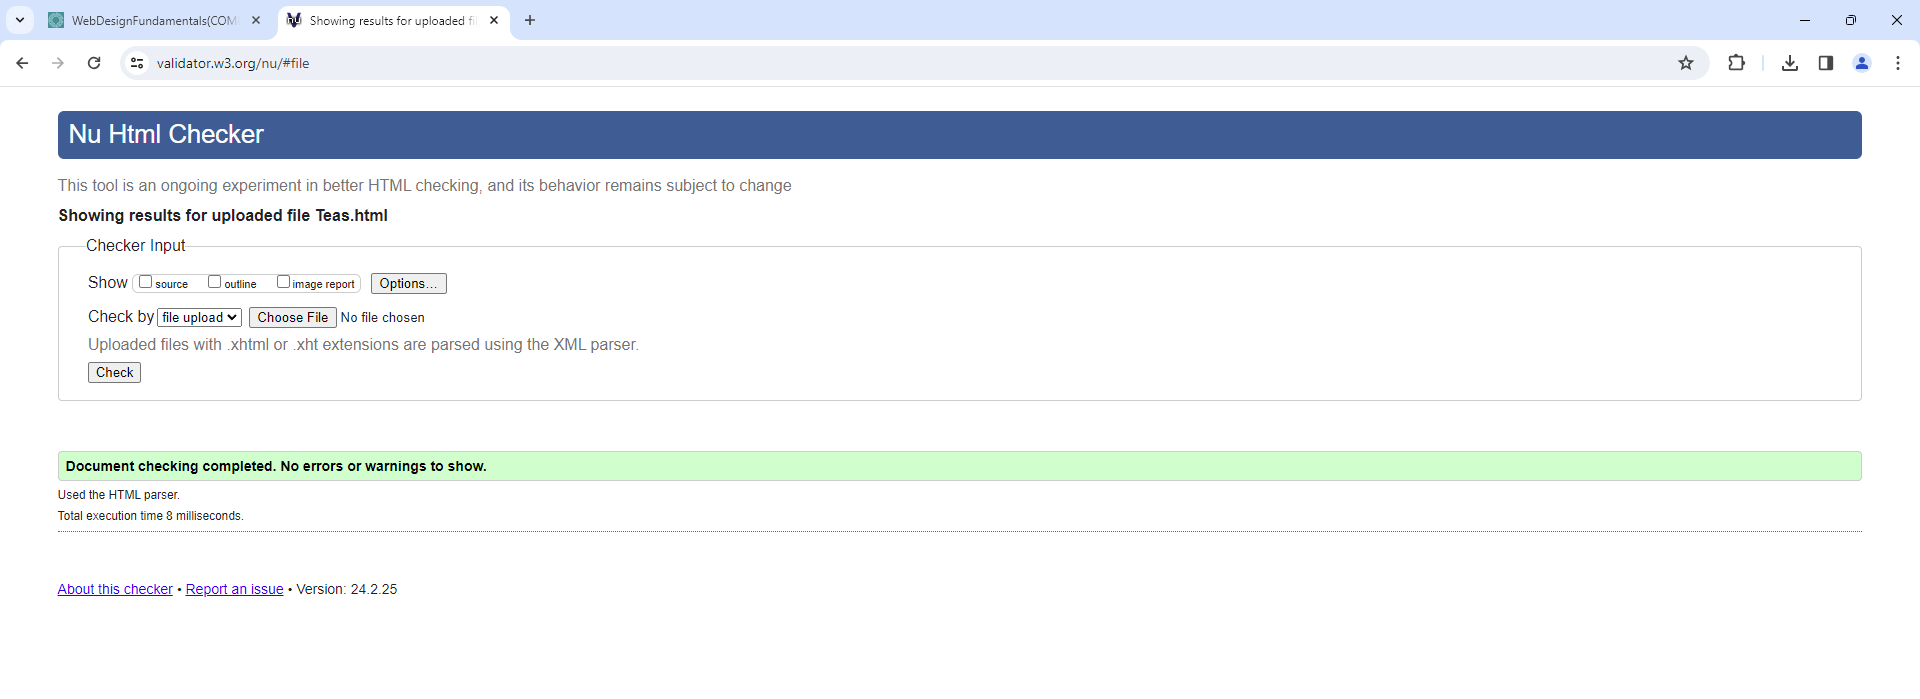 WebDesignFundamentals(COM
Showing results for uploaded fi
validator.w3.org/nu/#file
Nu Html Checker
This tool is an ongoing experiment in better HTML checking, and its behavior remains subject to change
Showing results for uploaded file Teas.html
Checker Input
Show source outline image report Options...
Check by file upload Choose File No file chosen
Uploaded files with .xhtml or .xht extensions are parsed using the XML parser.
Check
Document checking completed. No errors or warnings to show.
Used the HTML parser.
Total execution time 8 milliseconds.
About this checker • Report an issue • Version: 24.2.25